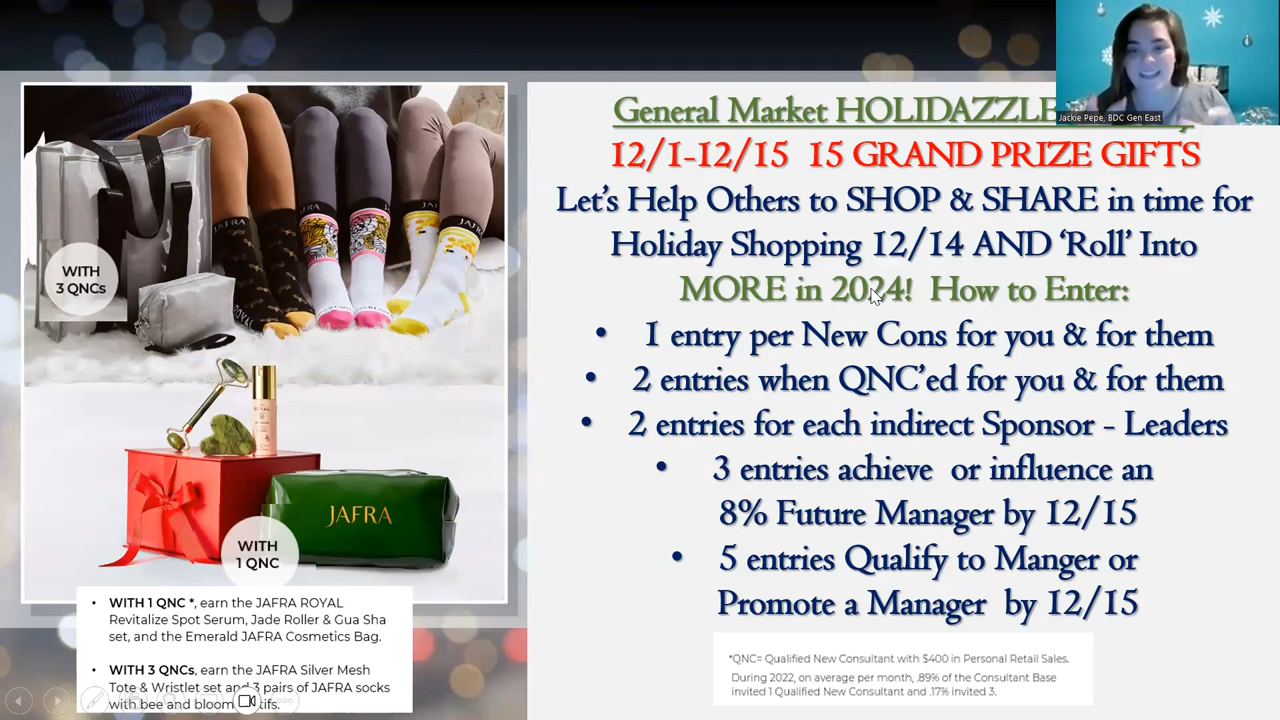 Jackie Pepe, BDC Gen East
General Market HOLIDAZZLE
12/1-12/15 15 GRAND PRIZE GIFTS
Let's Help Others to SHOP & SHARE in time for
Holiday Shopping 12/14 AND 'Roll' Into
MORE in 2024! How to Enter:
• 1 entry per New Cons for you & for them
• 2 entries when QNC'ed for you & for them
• 2 entries for each indirect Sponsor - Leaders
• 3 entries achieve or influence an
8% Future Manager by 12/15
• 5 entries Qualify to Manger or
Promote a Manager by 12/15
*QNC= Qualified New Consultant with $400 in Personal Retail Sales.
During 2022, on average per month, .89% of the Consultant Base
invited 1 Qualified New Consultant and .17% invited 3.
JAFRA
WITH
3 QNCs
ROYAL
JAFRA
WITH
1 QNC
• WITH 1 QNC *, earn the JAFRA ROYAL
Revitalize Spot Serum, Jade Roller & Gua Sha
set, and the Emerald JAFRA Cosmetics Bag.
• WITH 3 QNCs, earn the JAFRA Silver Mesh
Tote & Wristlet set and 3 pairs of JAFRA socks
with bee and bloom